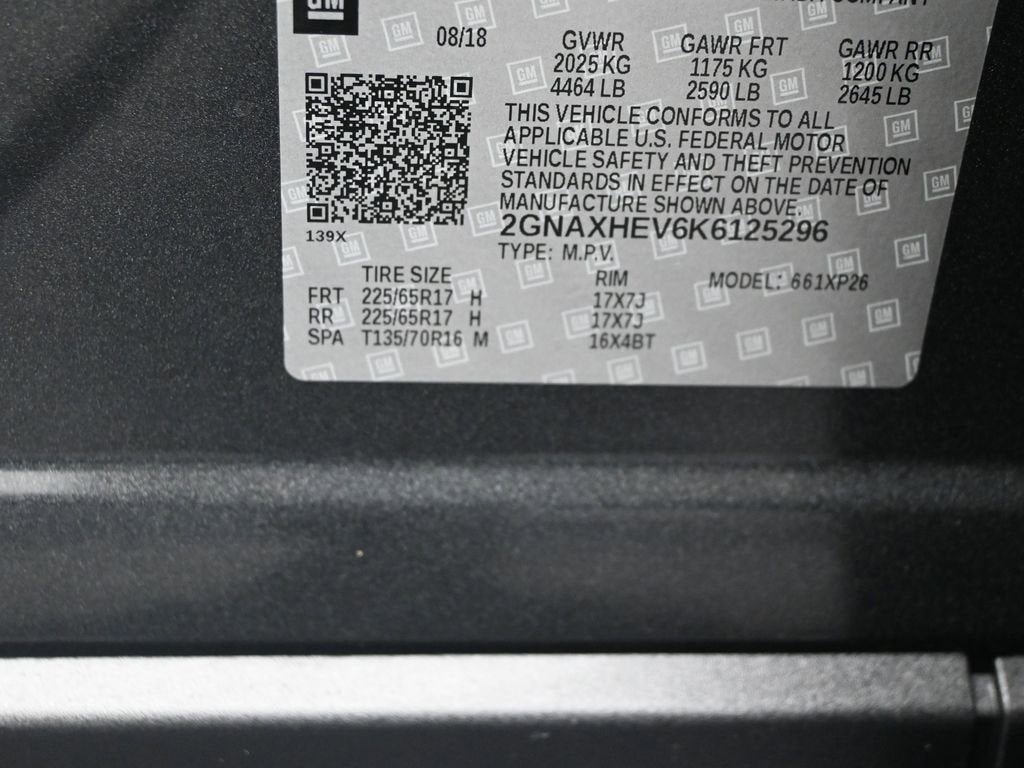 GM
COMPANY
08/18
GVWR GAWR FRT GAWR RR
2025 KG 1175 KG 1200 KG
4464 LB 2590 LB 2645 LB
THIS VEHICLE CONFORMS TO ALL
APPLICABLE U.S. FEDERAL MOTOR
VEHICLE SAFETY AND THEFT PREVENTION
STANDARDS IN EFFECT ON THE DATE OF
MANUFACTURE SHOWN ABOVE.
2GNAXHEV6K6125296
139X
TYPE: M.P.V.
TIRE SIZE RIM MODEL: 661XP26
FRT 225/65R17 H 17X7J
RR 225/65R17 H 17X7J
SPA T135/70R16 M 16X4BT